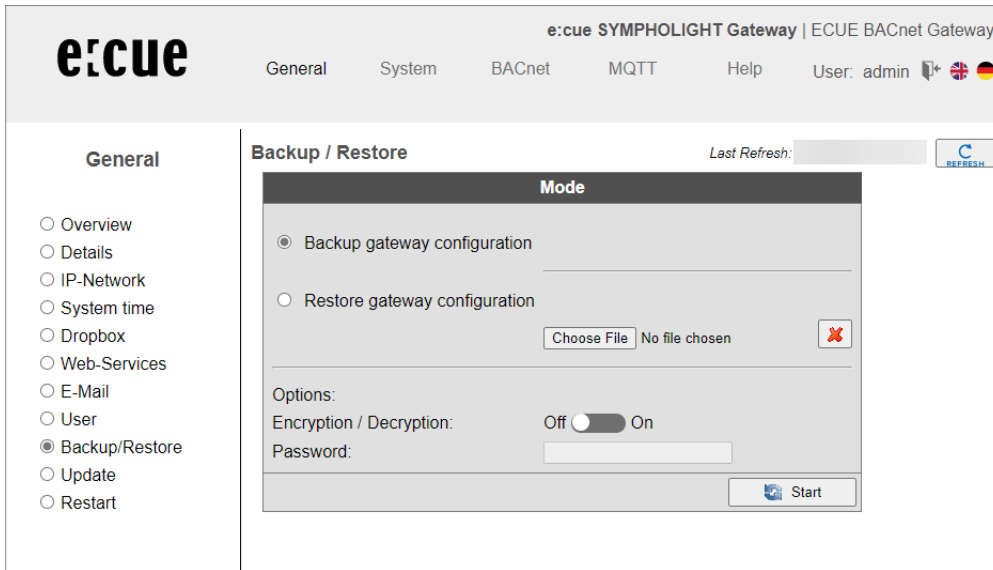 e:cue SYMPHOLIGHT Gateway | ECUE BACnet Gateway
e:cue
General System BACnet MQTT Help User: admin
General
Overview
Details
IP-Network
System time
Dropbox
Web-Services
E-Mail
User
Backup/Restore
Update
Restart
Backup / Restore
Last Refresh:
REFRESH
Mode
Backup gateway configuration
Restore gateway configuration
Choose File No file chosen
Options:
Encryption / Decryption: Off On
Password:
Start